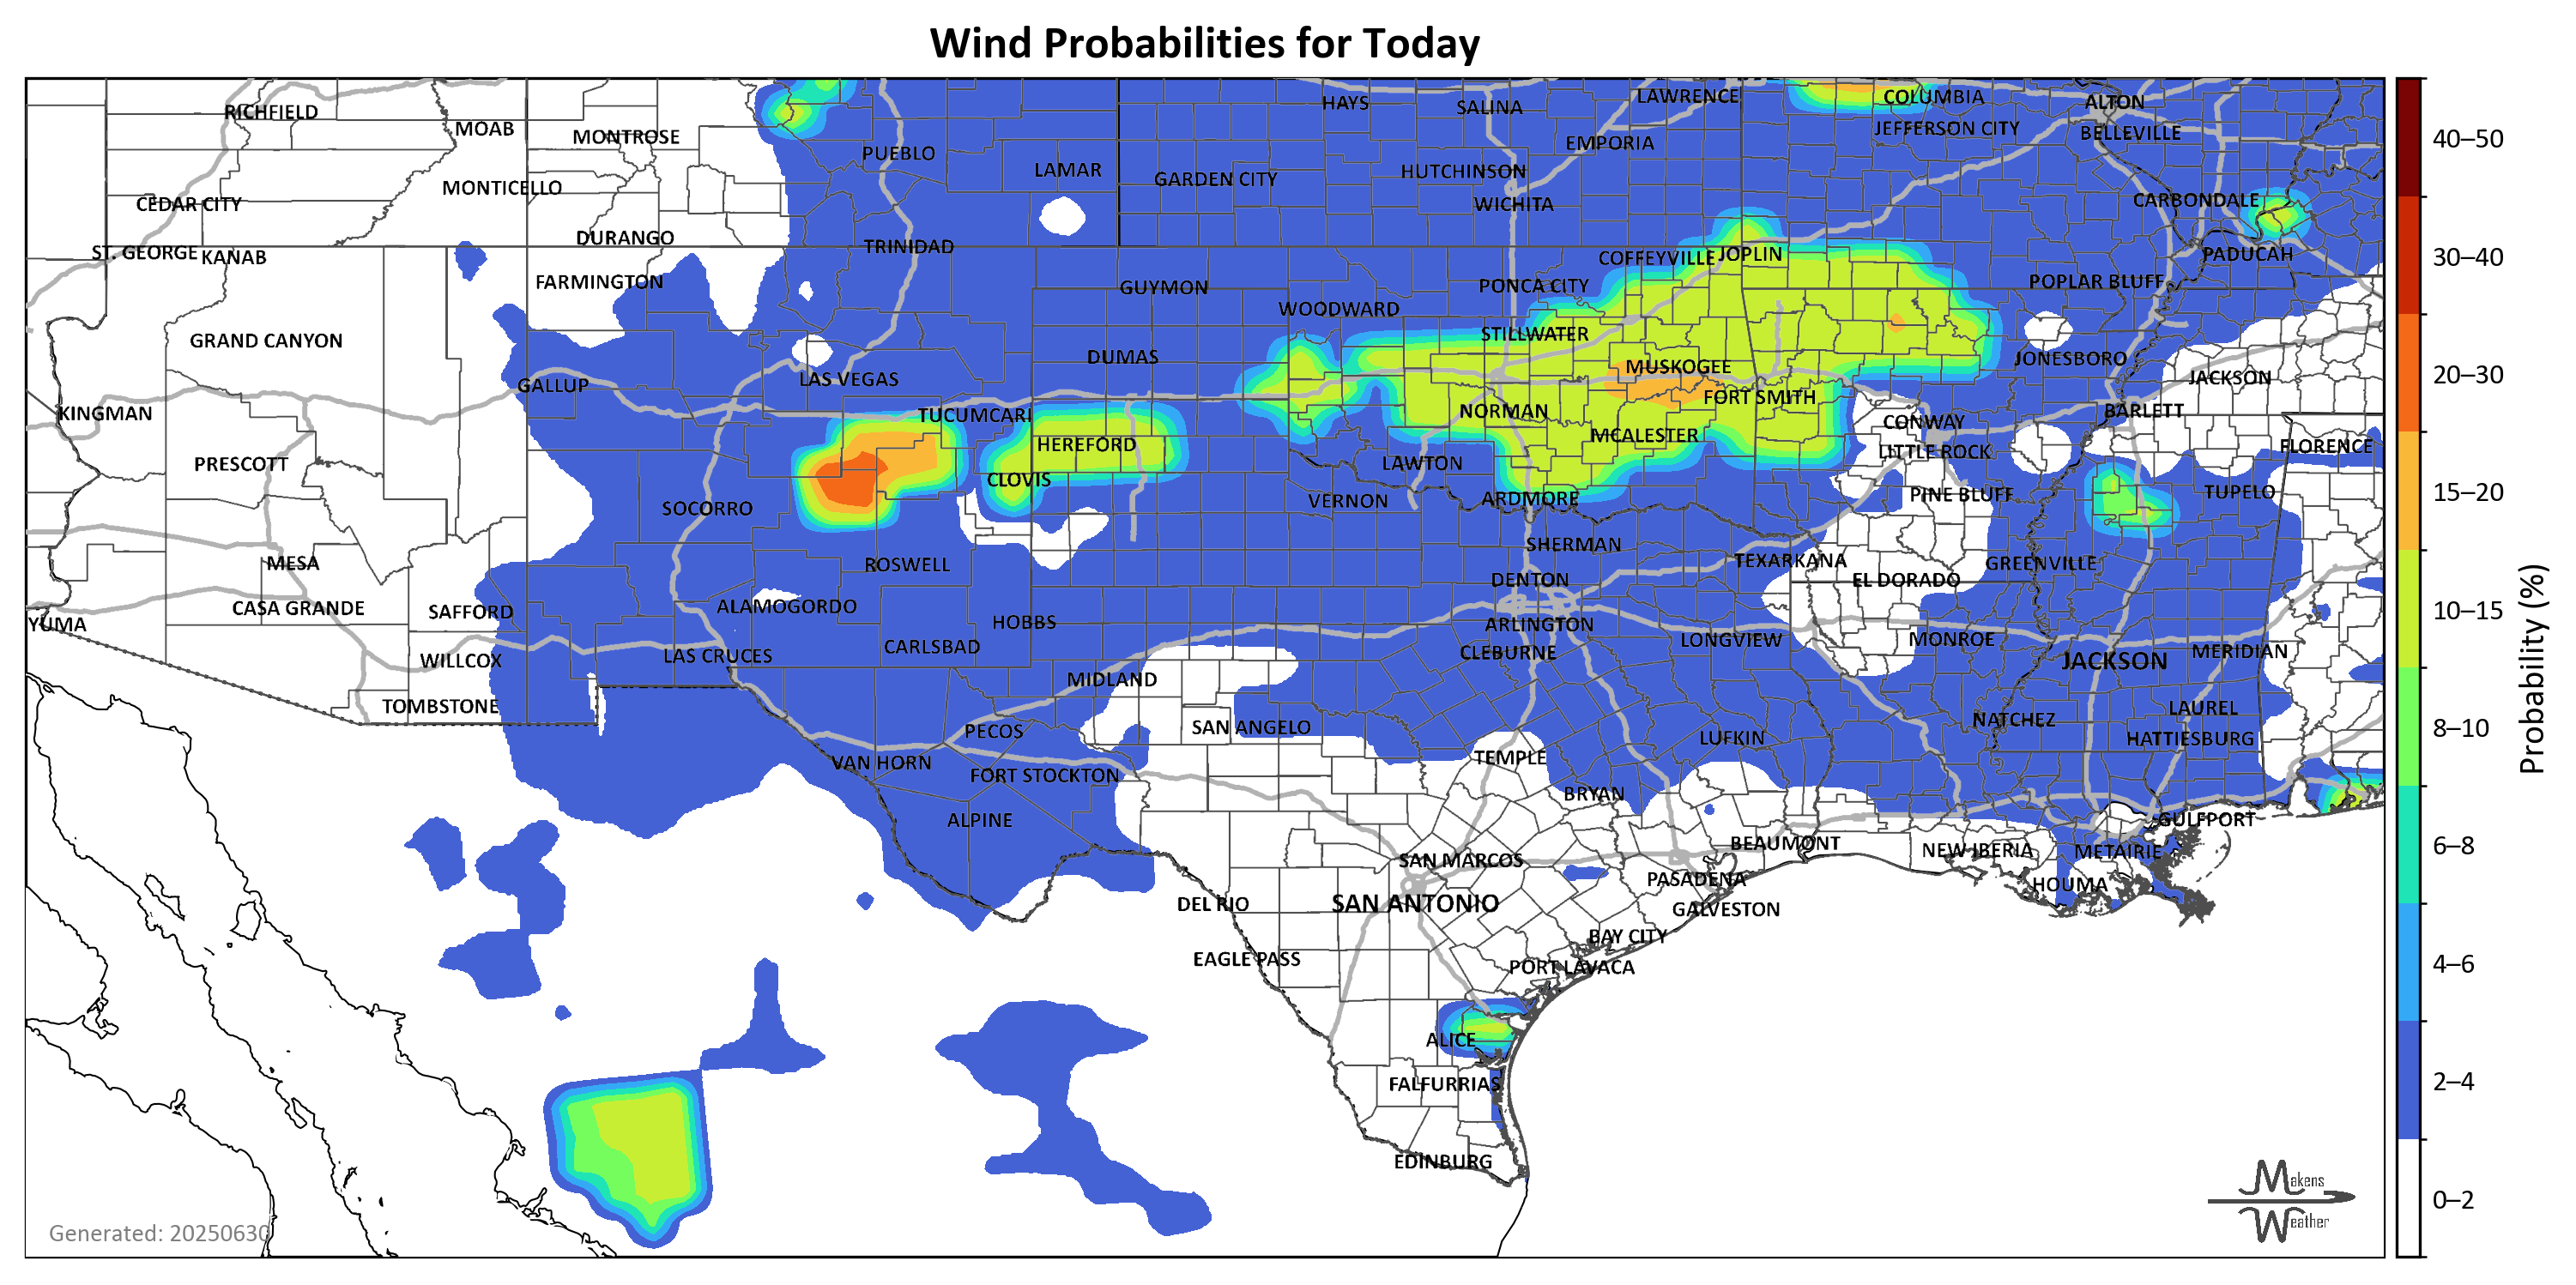 Wind Probabilities for Today
RICHFIELD
MOAB
MONTROSE
PUEBLO
LAMAR
HAYS
SALINA
LAWRENCE
COLUMBIA
ALTON
JEFFERSON CITY
BELLEVILLE
EMPORIA
GARDEN CITY
HUTCHINSON
WICHITA
MONTICELLO
CEDAR CITY
CARBONDALE
ST. GEORGE
KANAB
DURANGO
TRINIDAD
COFFEYVILLE
JOPLIN
PADUCAH
FARMINGTON
GUYMON
PONCA CITY
POPLAR BLUFF
WOODWARD
GRAND CANYON
STILLWATER
DUMAS
MUSKOGEE
JONESBORO
GALLUP
LAS VEGAS
JACKSON
FORT SMITH
KINGMAN
TUCUMCARI
NORMAN
BARLETT
CONWAY
HEREFORD
MCALESTER
FLORENCE
PRESCOTT
LAWTON
LITTLE ROCK
CLOVIS
SOCORRO
VERNON
ARDMORE
PINE BLUFF
TUPELO
SHERMAN
MESA
ROSWELL
TEXARKANA
GREENVILLE
DENTON
EL DORADO
CASA GRANDE
SAFFORD
ALAMOGORDO
YUMA
HOBBS
ARLINGTON
CARLSBAD
CLEBURNE
LONGVIEW
MONROE
WILLCOX
LAS CRUCES
JACKSON
MERIDIAN
MIDLAND
TOMBSTONE
SAN ANGELO
PECOS
NATCHEZ
LAUREL
LUFKIN
HATTIESBURG
VAN HORN
FORT STOCKTON
TEMPLE
BRYAN
ALPINE
GULFPORT
BEAUMONT
NEW IBERIA
METAIRIE
SAN MARCOS
PASADENA
HOUMA
DEL RIO
SAN ANTONIO
GALVESTON
BAY CITY
EAGLE PASS
PORT LAVACA
ALICE
FALFURRIAS
EDINBURG
Generated: 20250630
Makens
Weather
40–50
30–40
20–30
15–20
10–15
8–10
6–8
4–6
2–4
0–2
Probability (%)